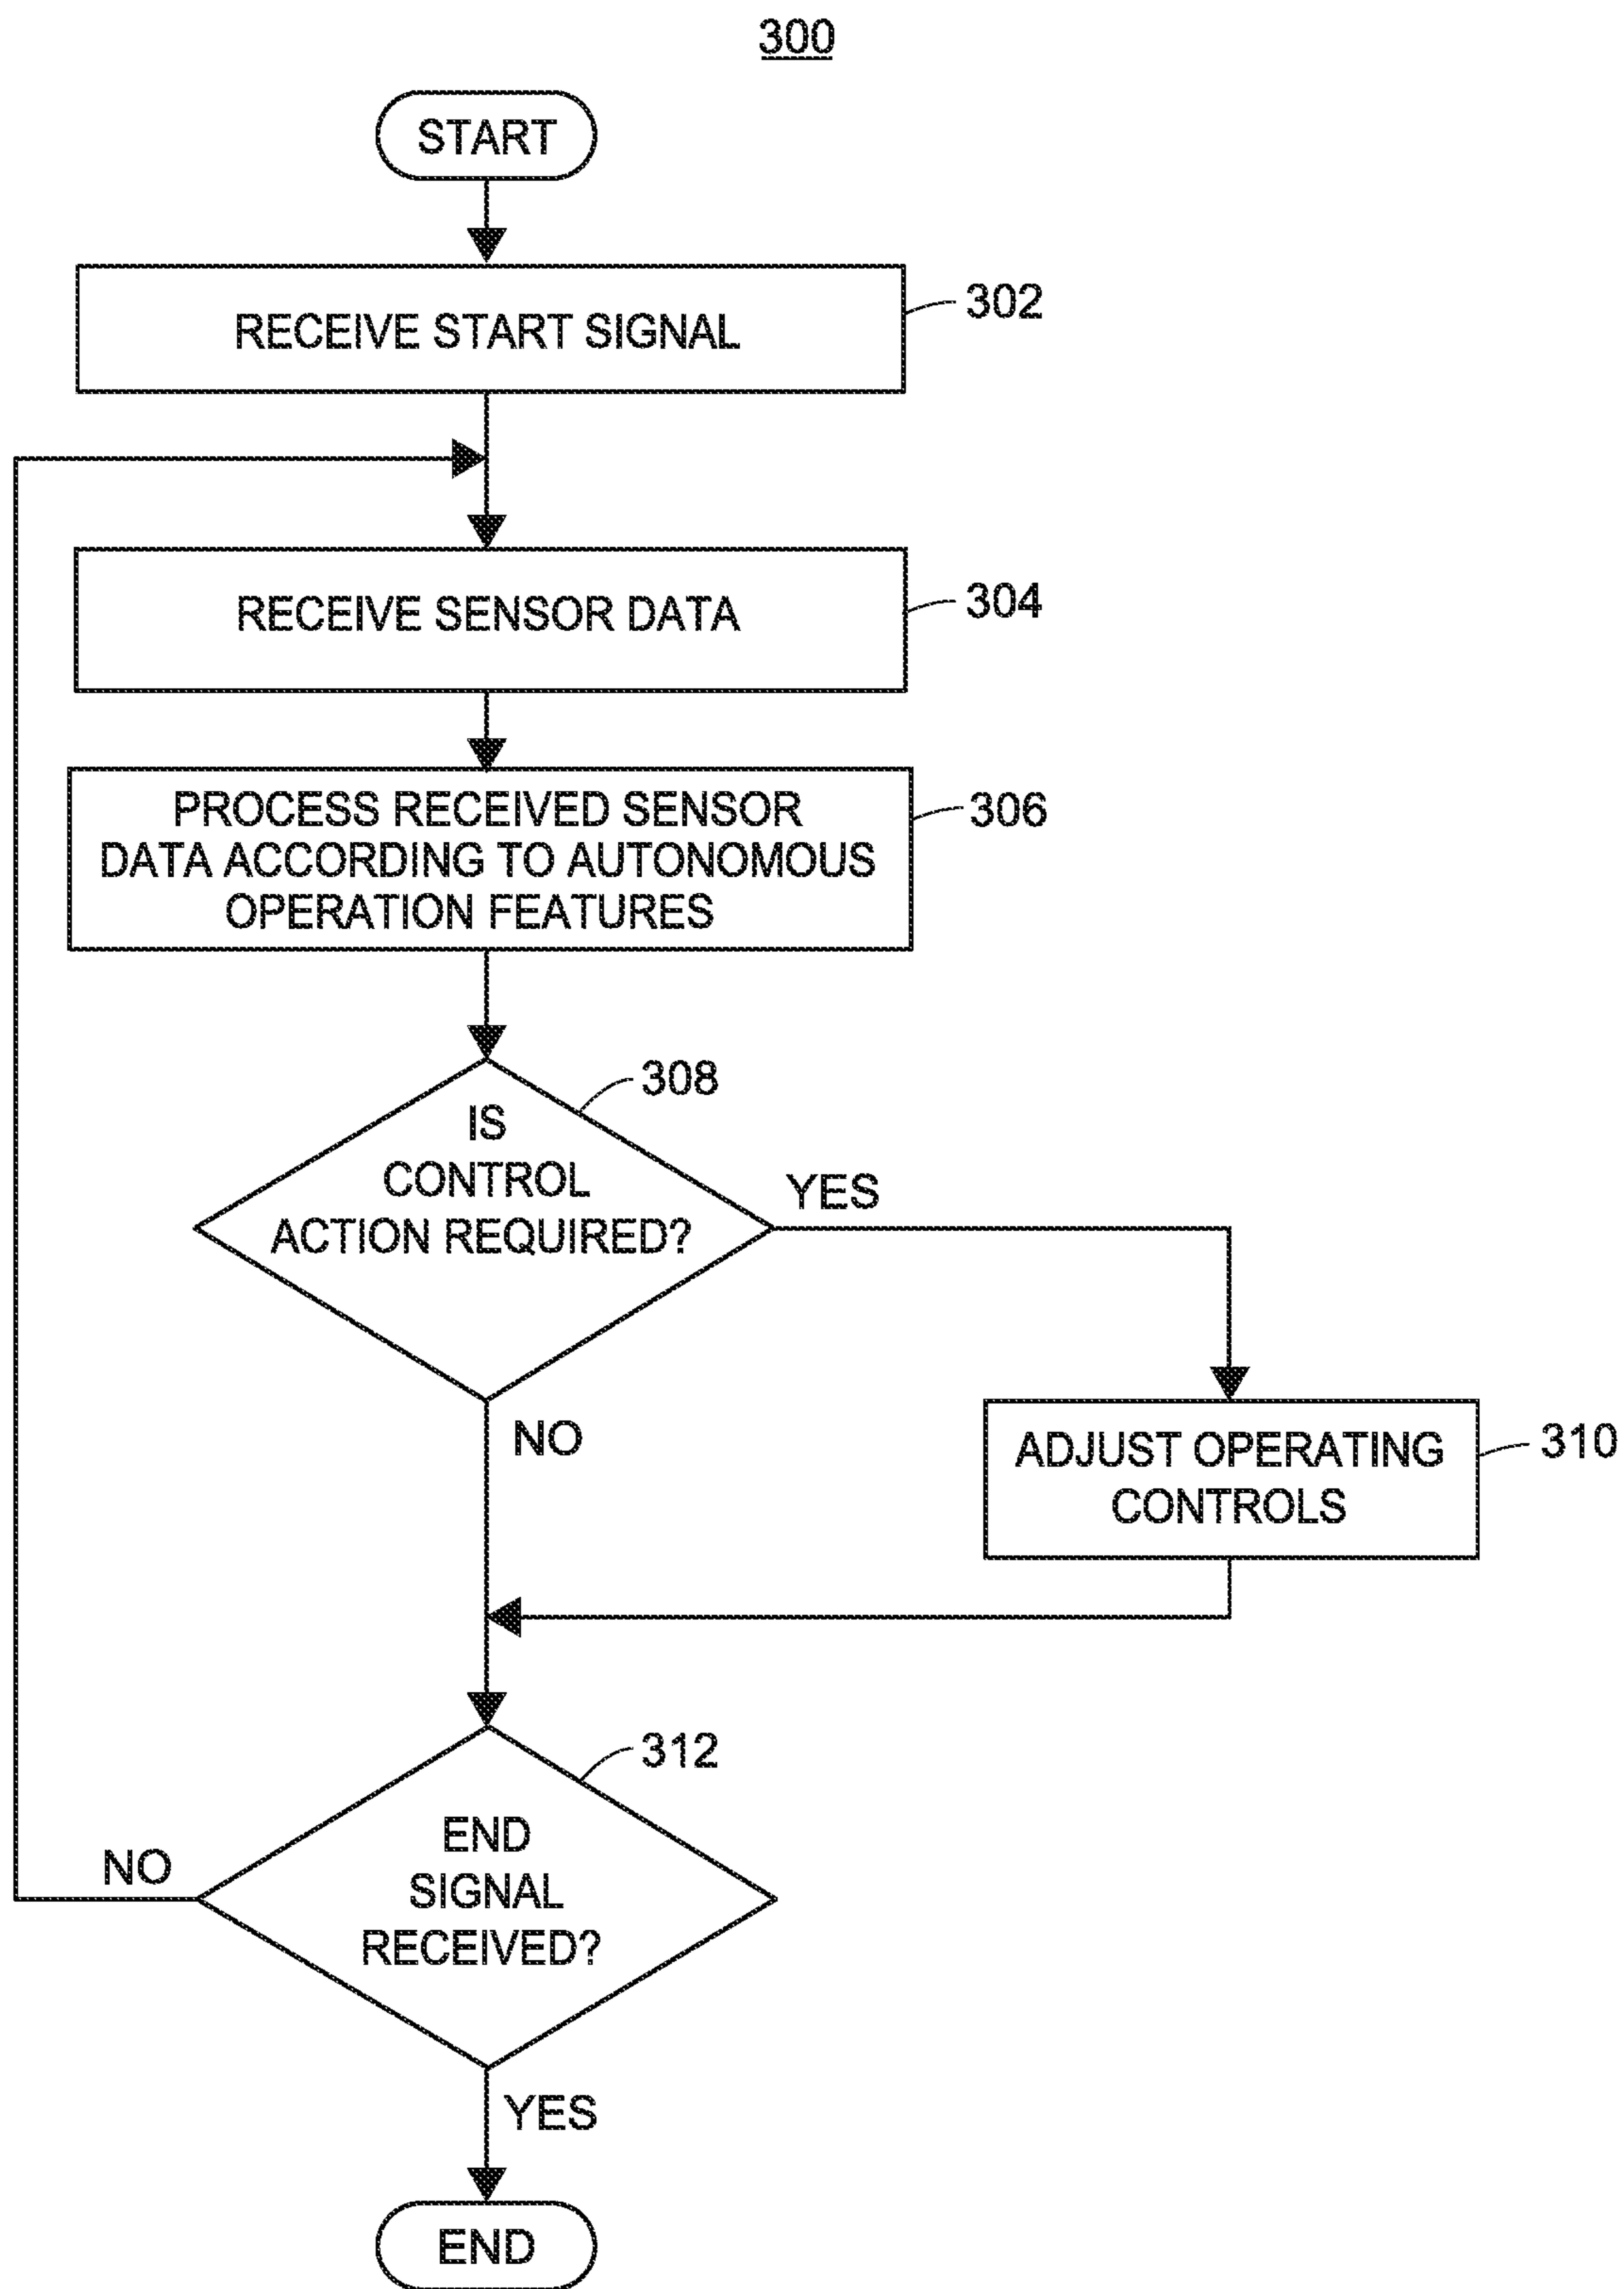 300
START
RECEIVE START SIGNAL
302
RECEIVE SENSOR DATA
304
PROCESS RECEIVED SENSOR
DATA ACCORDING TO AUTONOMOUS
OPERATION FEATURES
306
308
IS
CONTROL
ACTION REQUIRED?
YES
NO
ADJUST OPERATING
CONTROLS
310
312
END
SIGNAL
RECEIVED?
NO
YES
END